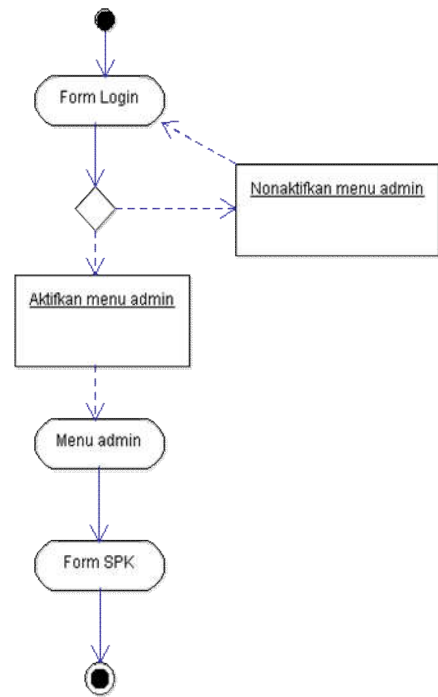 Form Login
Nonaktifkan menu admin
Aktifkan menu admin
Menu admin
Form SPK